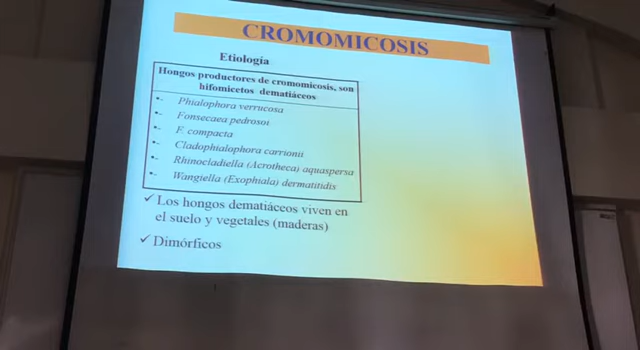 CROMOMICOSIS
Etiología
Hongos productores de cromomicosis, son
hifomicetos dematiáceos
•- Phialophora verrucosa
•- Fonsecaea pedrosoi
•- F. compacta
•- Cladophialophora carrionii
•- Rhinocladiella (Acrotheca) aquaspersa
•- Wangiella (Exophiala) dermatitidis
✓ Los hongos dematiáceos viven en
el suelo y vegetales (maderas)
✓ Dimórficos